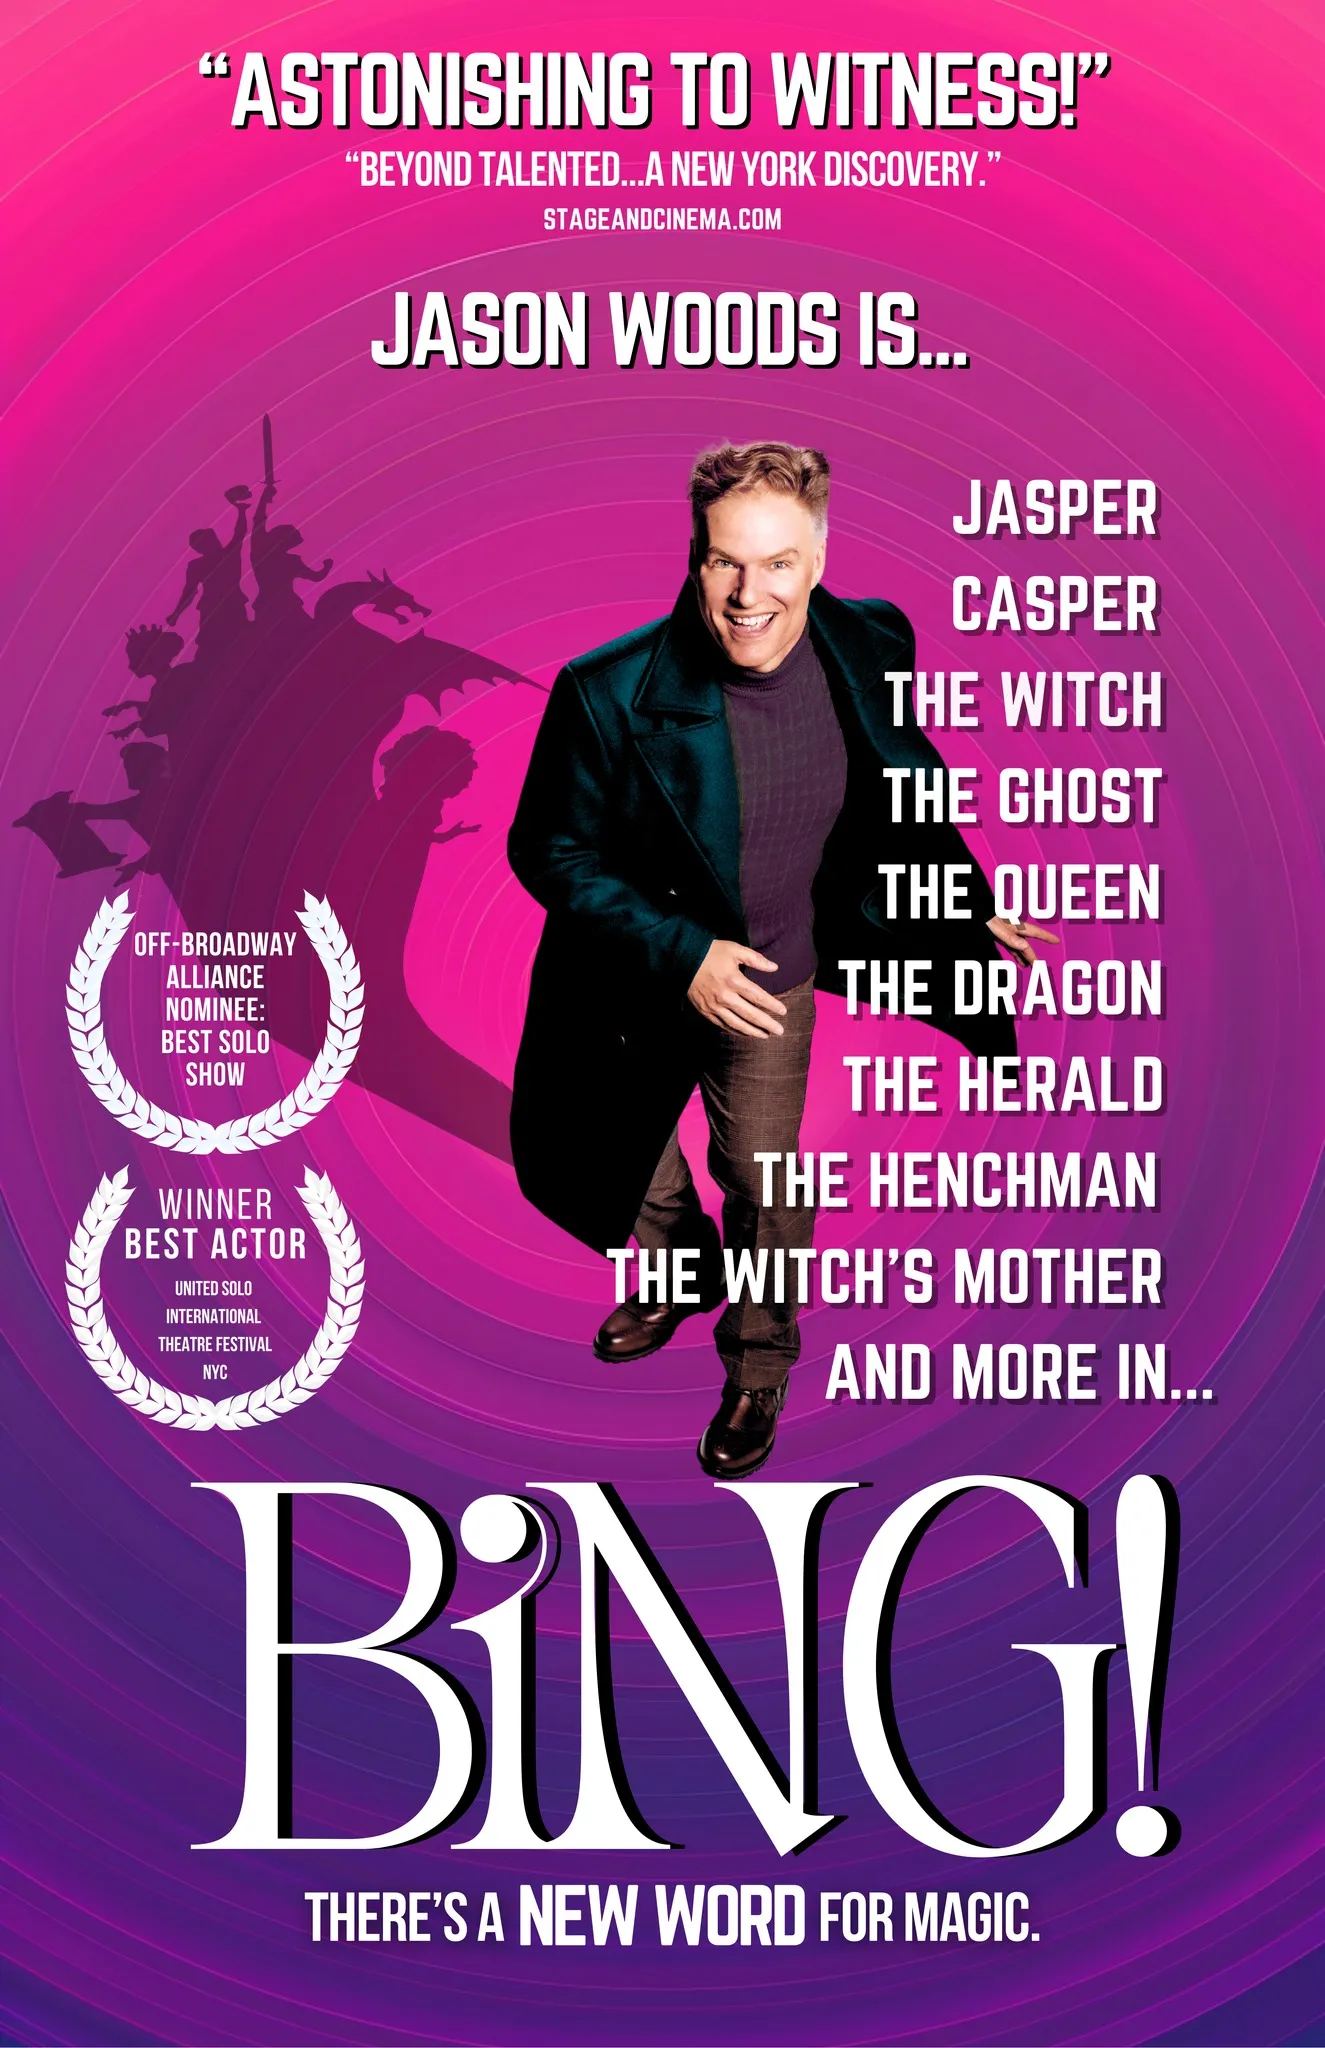 “ASTONISHING TO WITNESS!”
“BEYOND TALENTED...A NEW YORK DISCOVERY.”
STAGEANDCINEMA.COM
JASON WOODS IS...
JASPER
CASPER
THE WITCH
THE GHOST
THE QUEEN
THE DRAGON
THE HERALD
THE HENCHMAN
THE WITCH’S MOTHER
AND MORE IN...
OFF-BROADWAY
ALLIANCE
NOMINEE:
BEST SOLO
SHOW
WINNER
BEST ACTOR
UNITED SOLO
INTERNATIONAL
THEATRE FESTIVAL
NYC
BiNG!
THERE’S A NEW WORD FOR MAGIC.